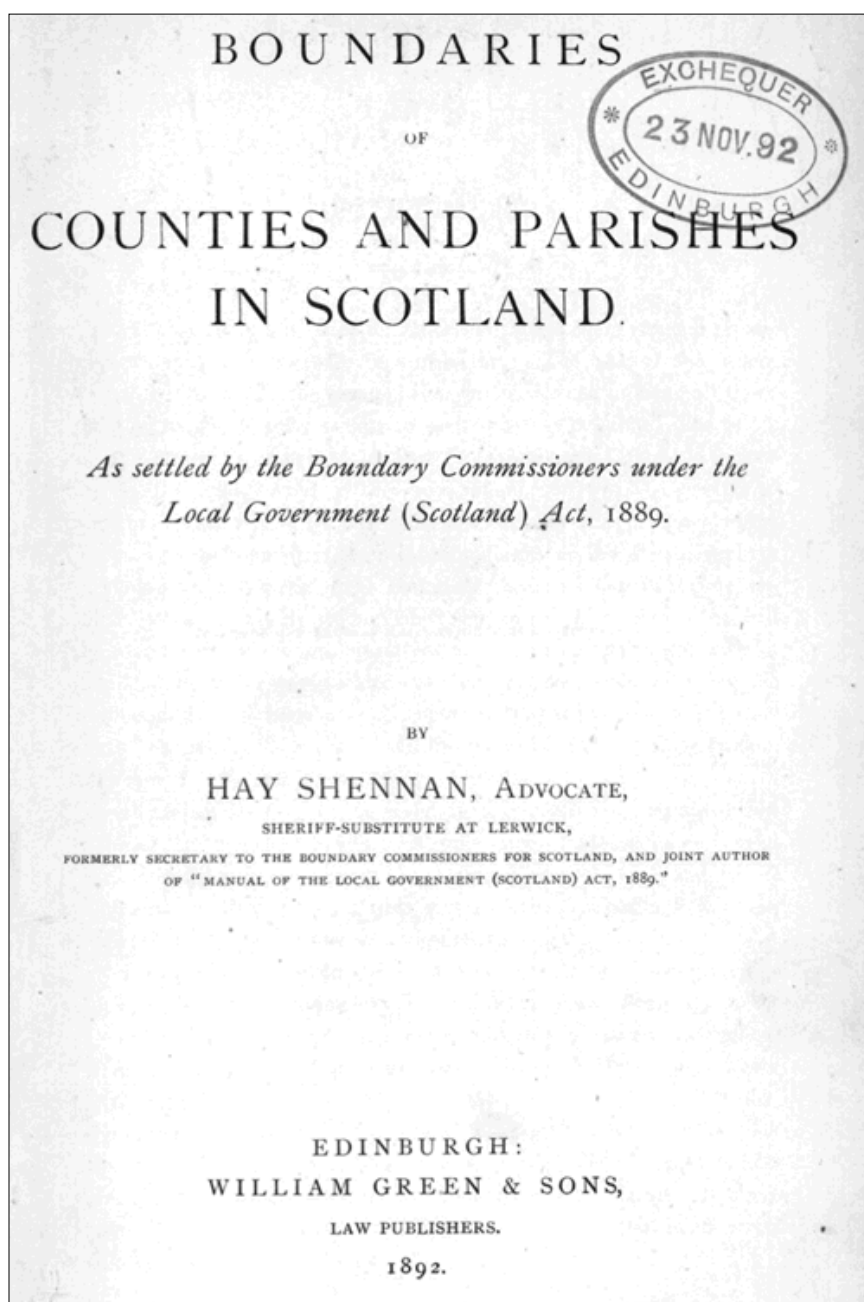 BOUNDARIES
OF
COUNTIES AND PARISHES
IN SCOTLAND.
As settled by the Boundary Commissioners under the
Local Government (Scotland) Act, 1889.
BY
HAY SHENNAN, ADVOCATE,
SHERIFF-SUBSTITUTE AT LERWICK,
FORMERLY SECRETARY TO THE BOUNDARY COMMISSIONERS FOR SCOTLAND, AND JOINT AUTHOR
OF "MANUAL OF THE LOCAL GOVERNMENT (SCOTLAND) ACT, 1889."
EDINBURGH:
WILLIAM GREEN & SONS,
LAW PUBLISHERS.
1892.
EXCHEQUER
23 NOV. 92
EDINBURGH